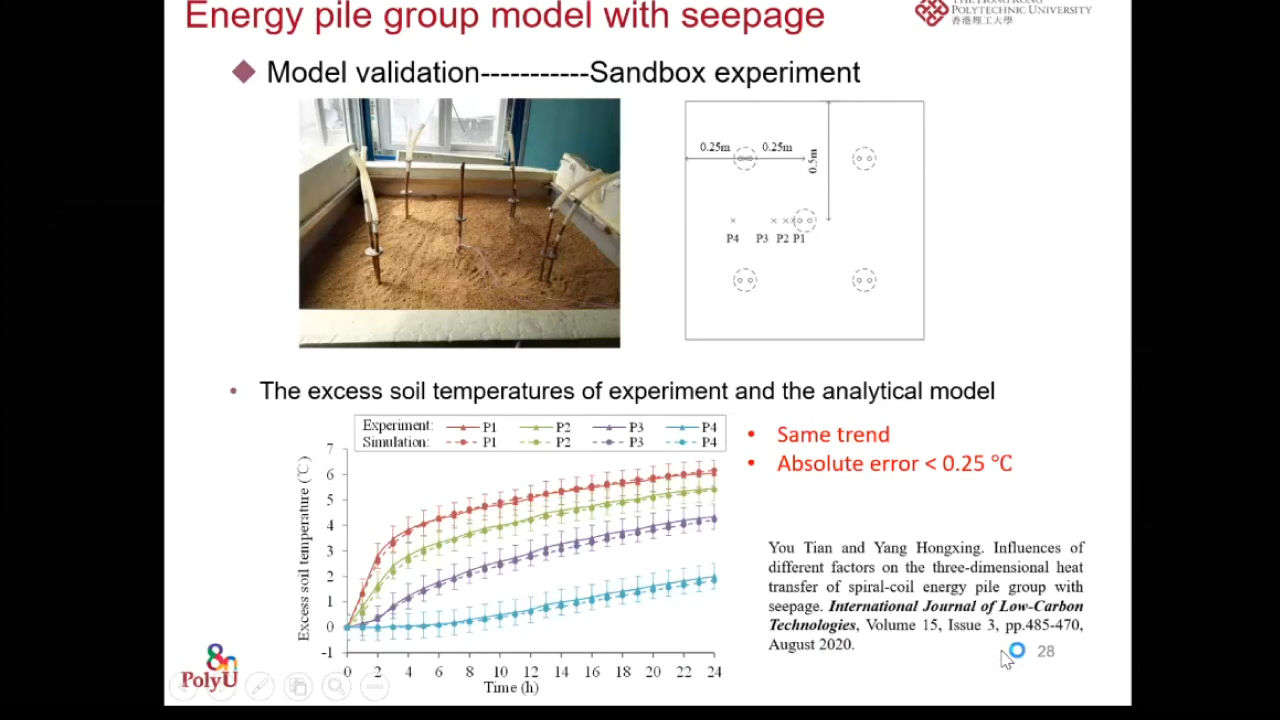 Energy pile group model with seepage
POLYTECHNIC UNIVERSITY
香港理工大學
Model validation-----------Sandbox experiment
0.25m 0.25m
0.5m
P4 P3 P2 P1
• The excess soil temperatures of experiment and the analytical model
Experiment: P1 P2 P3 P4
Simulation: P1 P2 P3 P4
Excess soil temperature (℃)
7
6
5
4
3
2
1
0
-1
0 2 4 6 8 10 12 14 16 18 20 22 24
Time (h)
• Same trend
• Absolute error < 0.25 ℃
You Tian and Yang Hongxing. Influences of
different factors on the three-dimensional heat
transfer of spiral-coil energy pile group with
seepage. International Journal of Low-Carbon
Technologies, Volume 15, Issue 3, pp.485-470,
August 2020.
PolyU
28